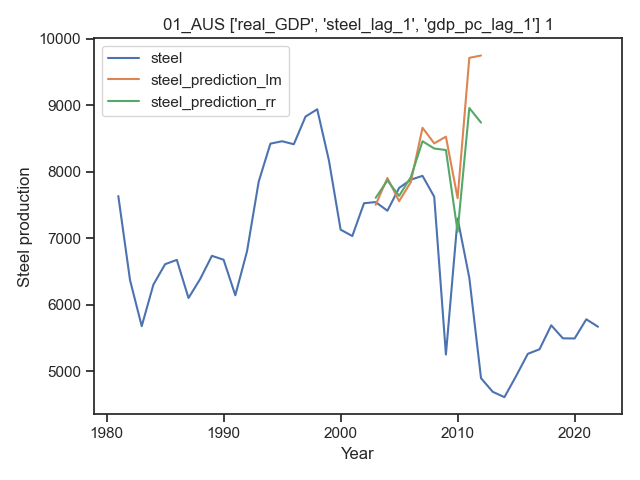 01_AUS ['real_GDP', 'steel_lag_1', 'gdp_pc_lag_1'] 1
steel
steel_prediction_lm
steel_prediction_rr
10000
9000
8000
7000
6000
5000
Steel production
1980
1990
2000
2010
2020
Year